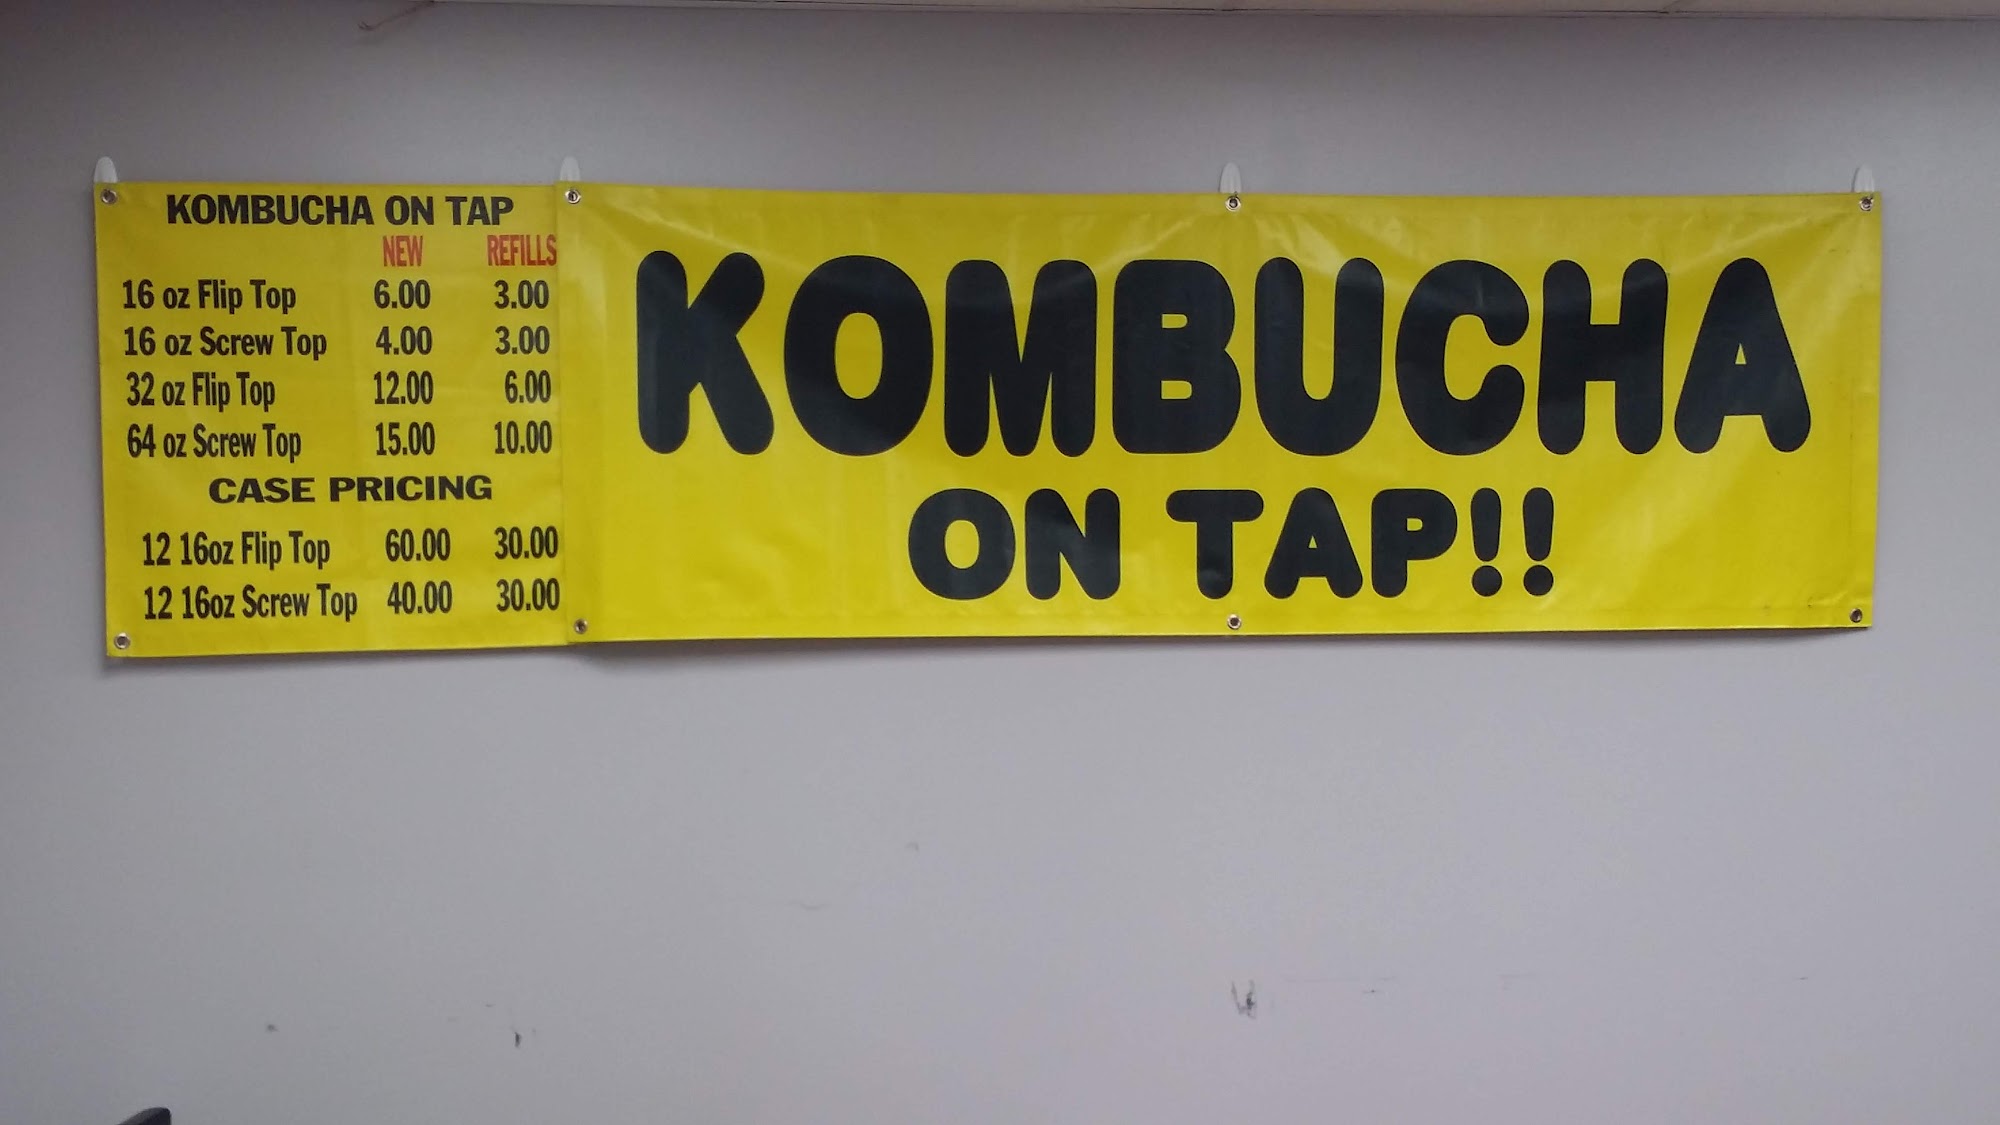 KOMBUCHA ON TAP
NEW REFILLS
16 oz Flip Top 6.00 3.00
16 oz Screw Top 4.00 3.00
32 oz Flip Top 12.00 6.00
64 oz Screw Top 15.00 10.00
CASE PRICING
12 16oz Flip Top 60.00 30.00
12 16oz Screw Top 40.00 30.00
KOMBUCHA
ON TAP!!